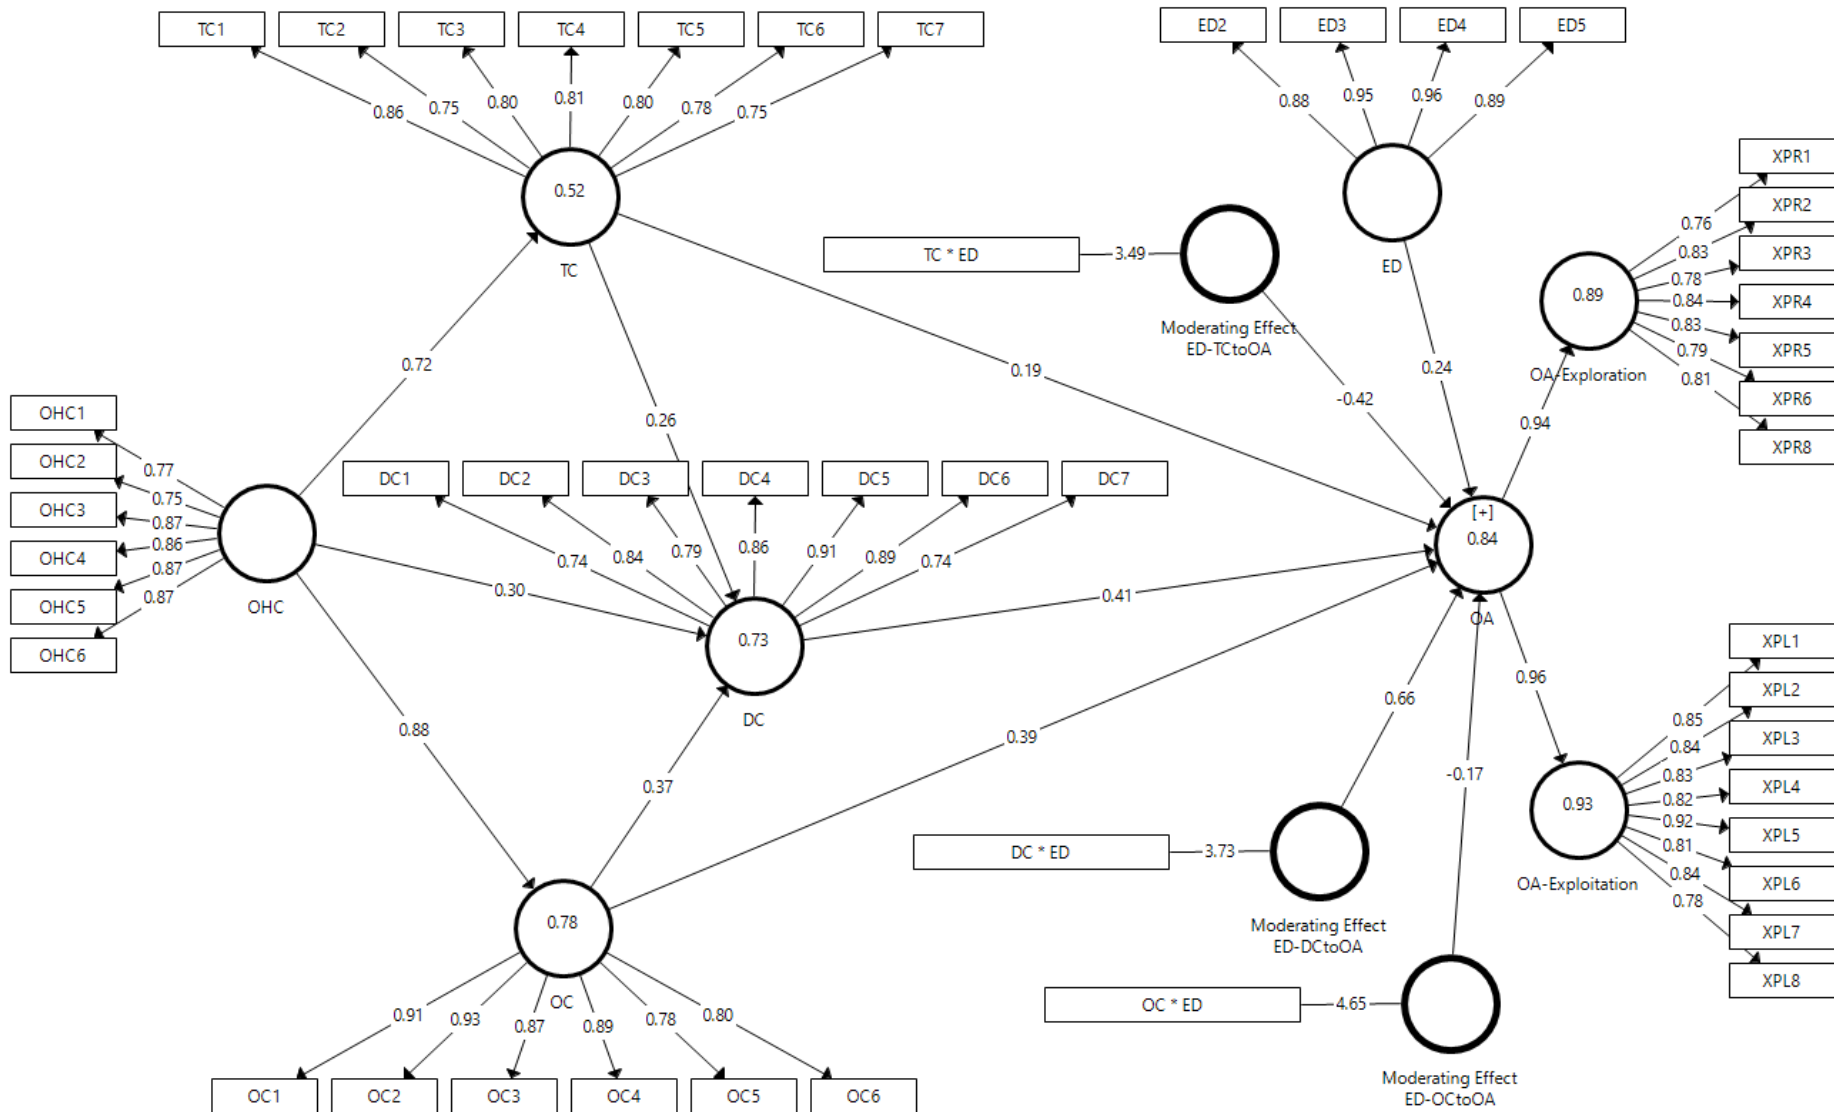 TC1 TC2 TC3 TC4 TC5 TC6 TC7
0.86 0.75 0.80 0.81 0.80 0.78 0.75
0.52
TC
ED2 ED3 ED4 ED5
0.88 0.95 0.96 0.89
ED
TC * ED
3.49
Moderating Effect
ED-TCtoOA
XPR1
XPR2
XPR3
XPR4
XPR5
XPR6
XPR8
0.76
0.83
0.78
0.84
0.83
0.79
0.81
0.89
OA-Exploration
0.72
0.19
0.24
-0.42
0.26
0.94
OHC1
OHC2
OHC3
OHC4
OHC5
OHC6
0.77
0.75
0.87
0.86
0.87
0.87
OHC
DC1 DC2 DC3 DC4 DC5 DC6 DC7
0.74 0.84 0.79 0.86 0.91 0.89 0.74
0.73
DC
0.30
0.41
[+]
0.84
OA
0.88
0.37
0.39
0.66
-0.17
0.96
XPL1
XPL2
XPL3
XPL4
XPL5
XPL6
XPL7
XPL8
0.85
0.84
0.83
0.82
0.92
0.81
0.84
0.78
0.93
OA-Exploitation
DC * ED
3.73
Moderating Effect
ED-DCtoOA
OC * ED
4.65
Moderating Effect
ED-OCtoOA
0.78
OC
0.91 0.93 0.87 0.89 0.78 0.80
OC1 OC2 OC3 OC4 OC5 OC6